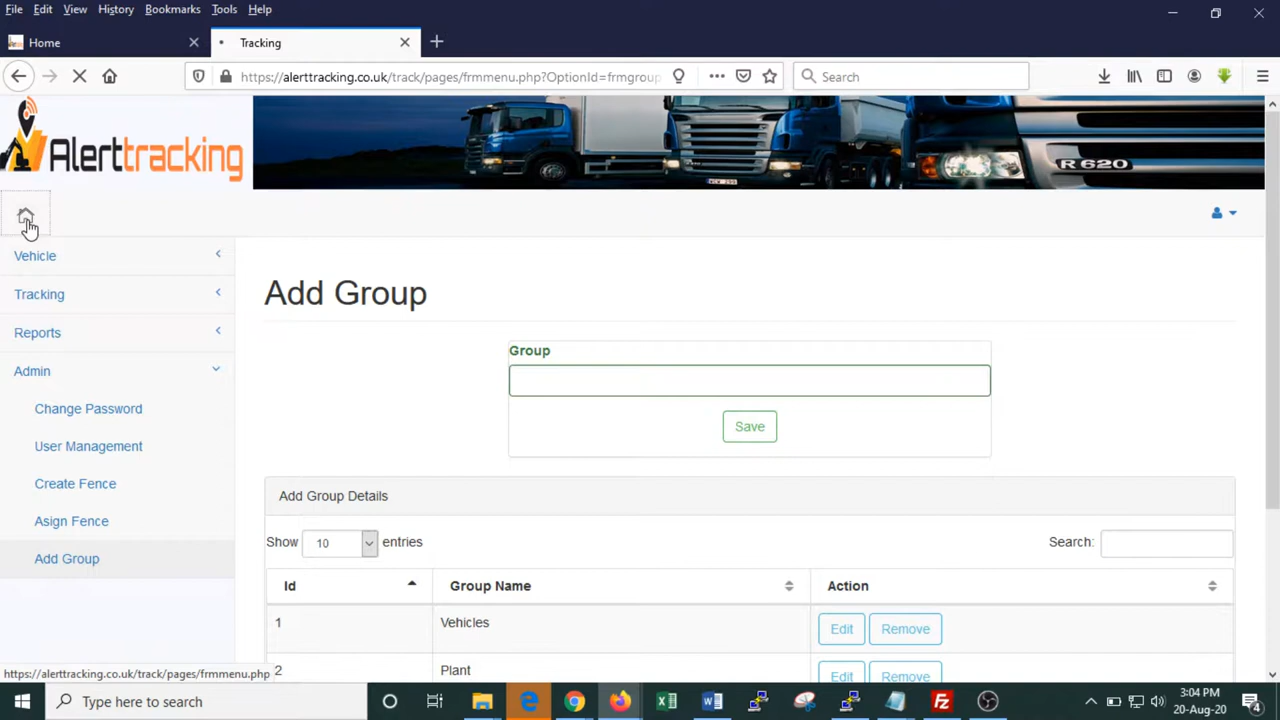 File Edit View History Bookmarks Tools Help
Home Tracking
https://alerttracking.co.uk/track/pages/frmmenu.php?OptionId=frmgroup Search
Alerttracking R 620
Vehicle
Tracking
Reports
Admin
Change Password
User Management
Create Fence
Asign Fence
Add Group
Add Group
Group
Save
Add Group Details
Show 10 entries Search:
Id Group Name Action
1 Vehicles Edit Remove
2 Plant Edit Remove
https://alerttracking.co.uk/track/pages/frmmenu.php
Type here to search
3:04 PM
20-Aug-20
4